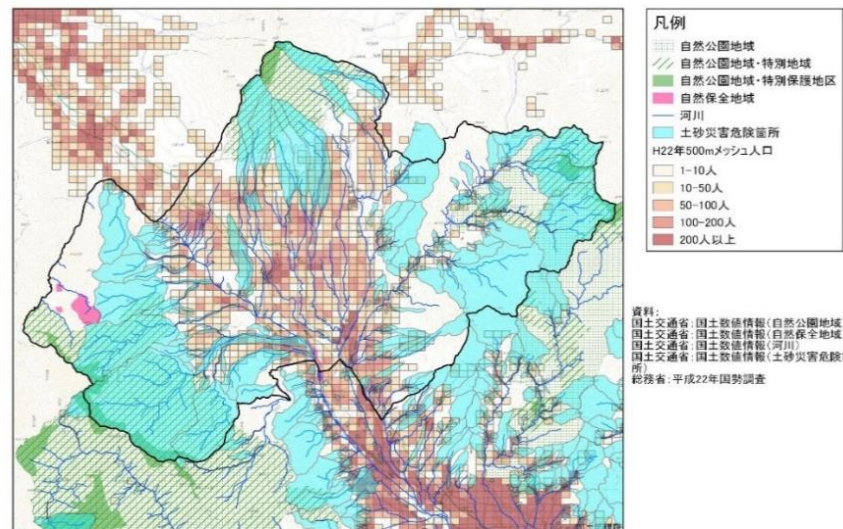 凡例
自然公園地域
自然公園地域・特別地域
自然公園地域・特別保護地区
自然保全地域
河川
土砂災害危険箇所
H22年500mメッシュ人口
1-10人
10-50人
50-100人
100-200人
200人以上
資料:
国土交通省:国土数値情報(自然公園地域
国土交通省:国土数値情報(自然保全地域
国土交通省:国土数値情報(河川)
国土交通省:国土数値情報(土砂災害危険箇
所)
総務省:平成22年国勢調査